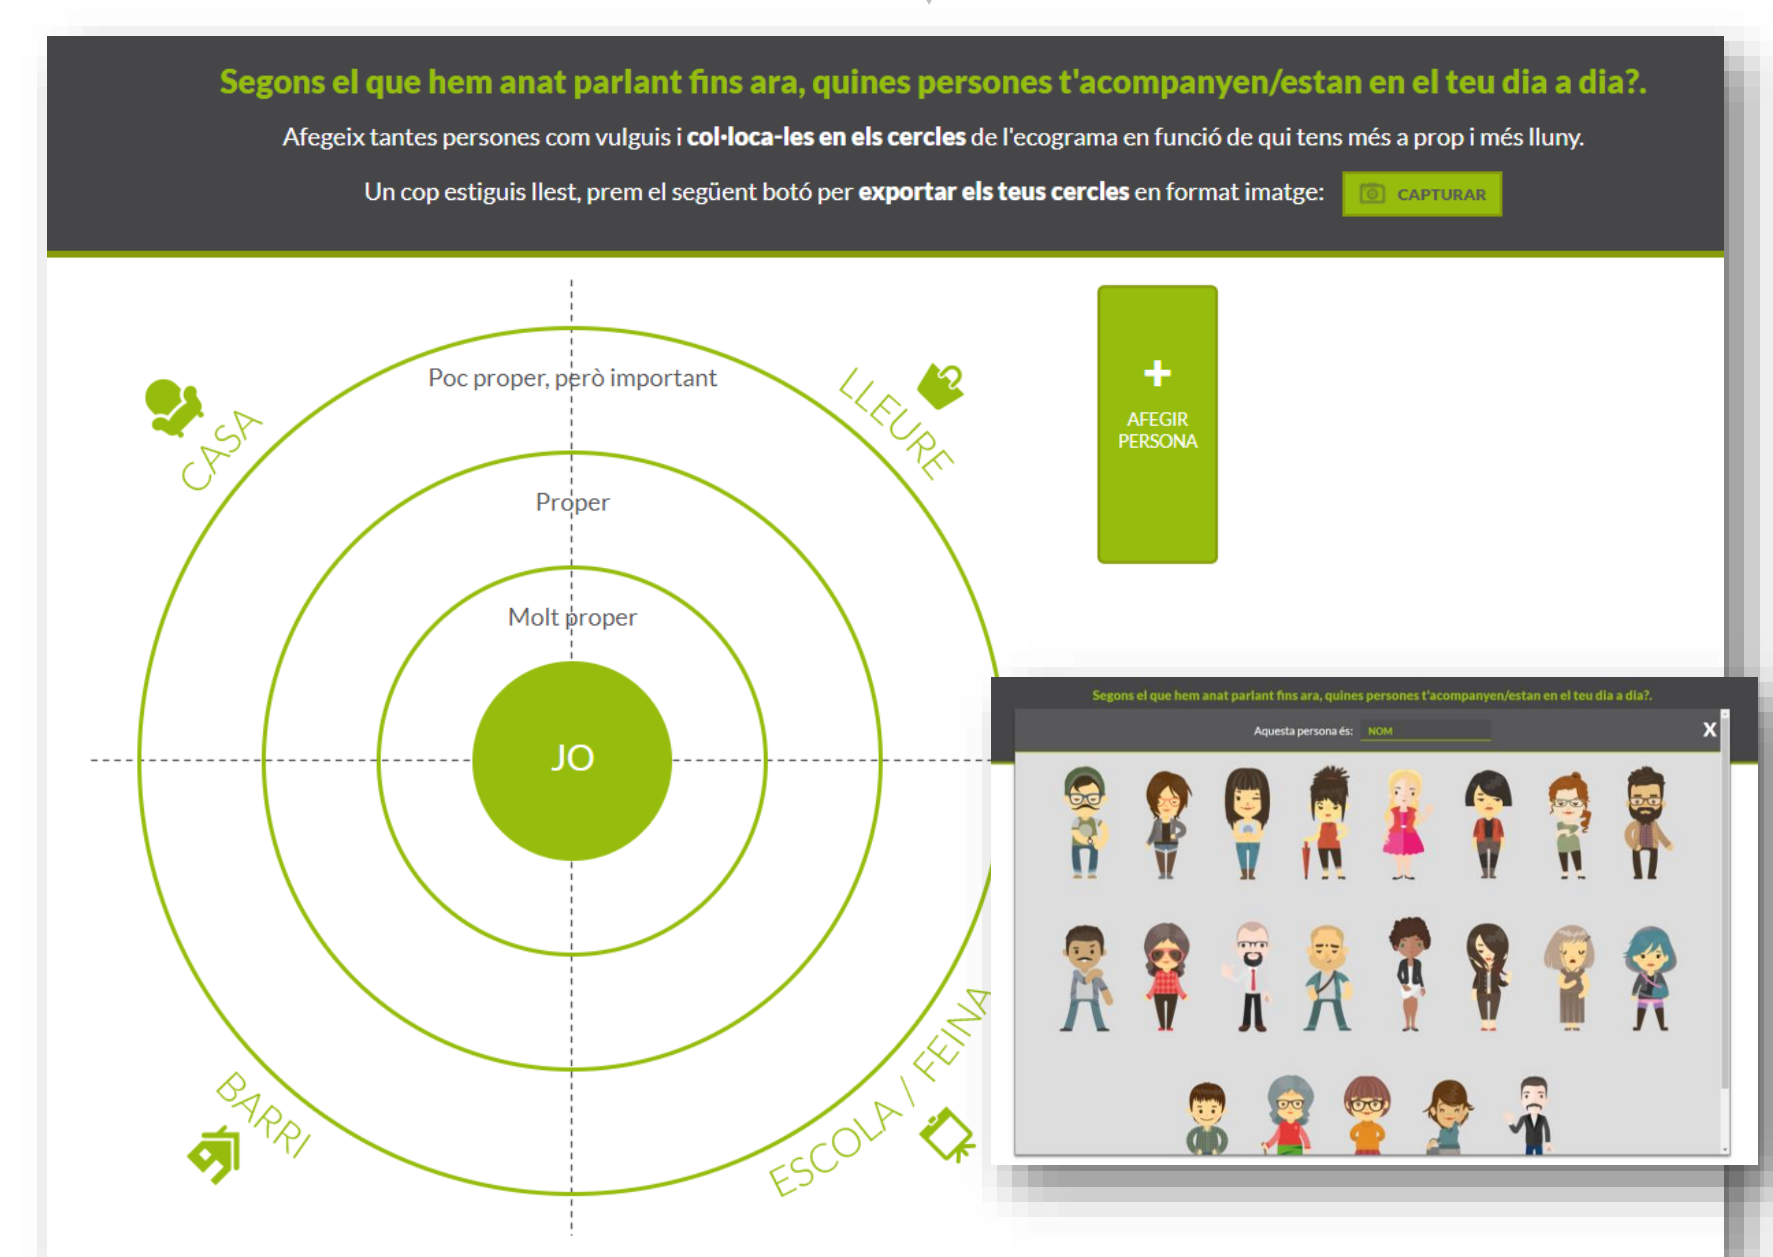 Segons el que hem anat parlant fins ara, quines persones t'acompanyen/estan en el teu dia a dia?.
Afegeix tantes persones com vulguis i col·loca-les en els cercles de l'ecograma en funció de qui tens més a prop i més lluny.
Un cop estiguis llest, prem el següent botó per exportar els teus cercles en format imatge:
CAPTURAR
CASA
LLEURE
Poc proper, però important
Proper
Molt proper
JO
BARRI
ESCOLA / FEINA
+
AFEGIR
PERSONA
Segons el que hem anat parlant fins ara, quines persones t'acompanyen/estan en el teu dia a dia?.
Aquesta persona és: NOM
X